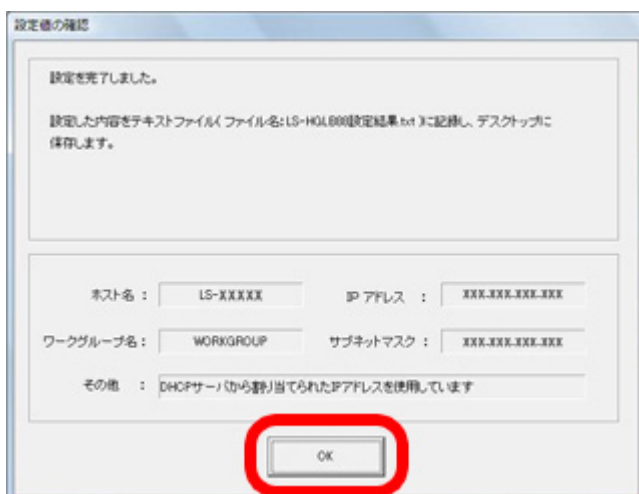 設定値の確認
設定を完了しました。
設定した内容をテキストファイル( ファイル名:LS-HGL800設定結果.txt )に記録し、デスクトップに
保存します。
ホスト名 : LS-XXXXX IP アドレス : XXX.XXX.XXX.XXX
ワークグループ名 : WORKGROUP サブネットマスク : XXX.XXX.XXX.XXX
その他 : DHCPサーバから割り当てられたIPアドレスを使用しています
OK